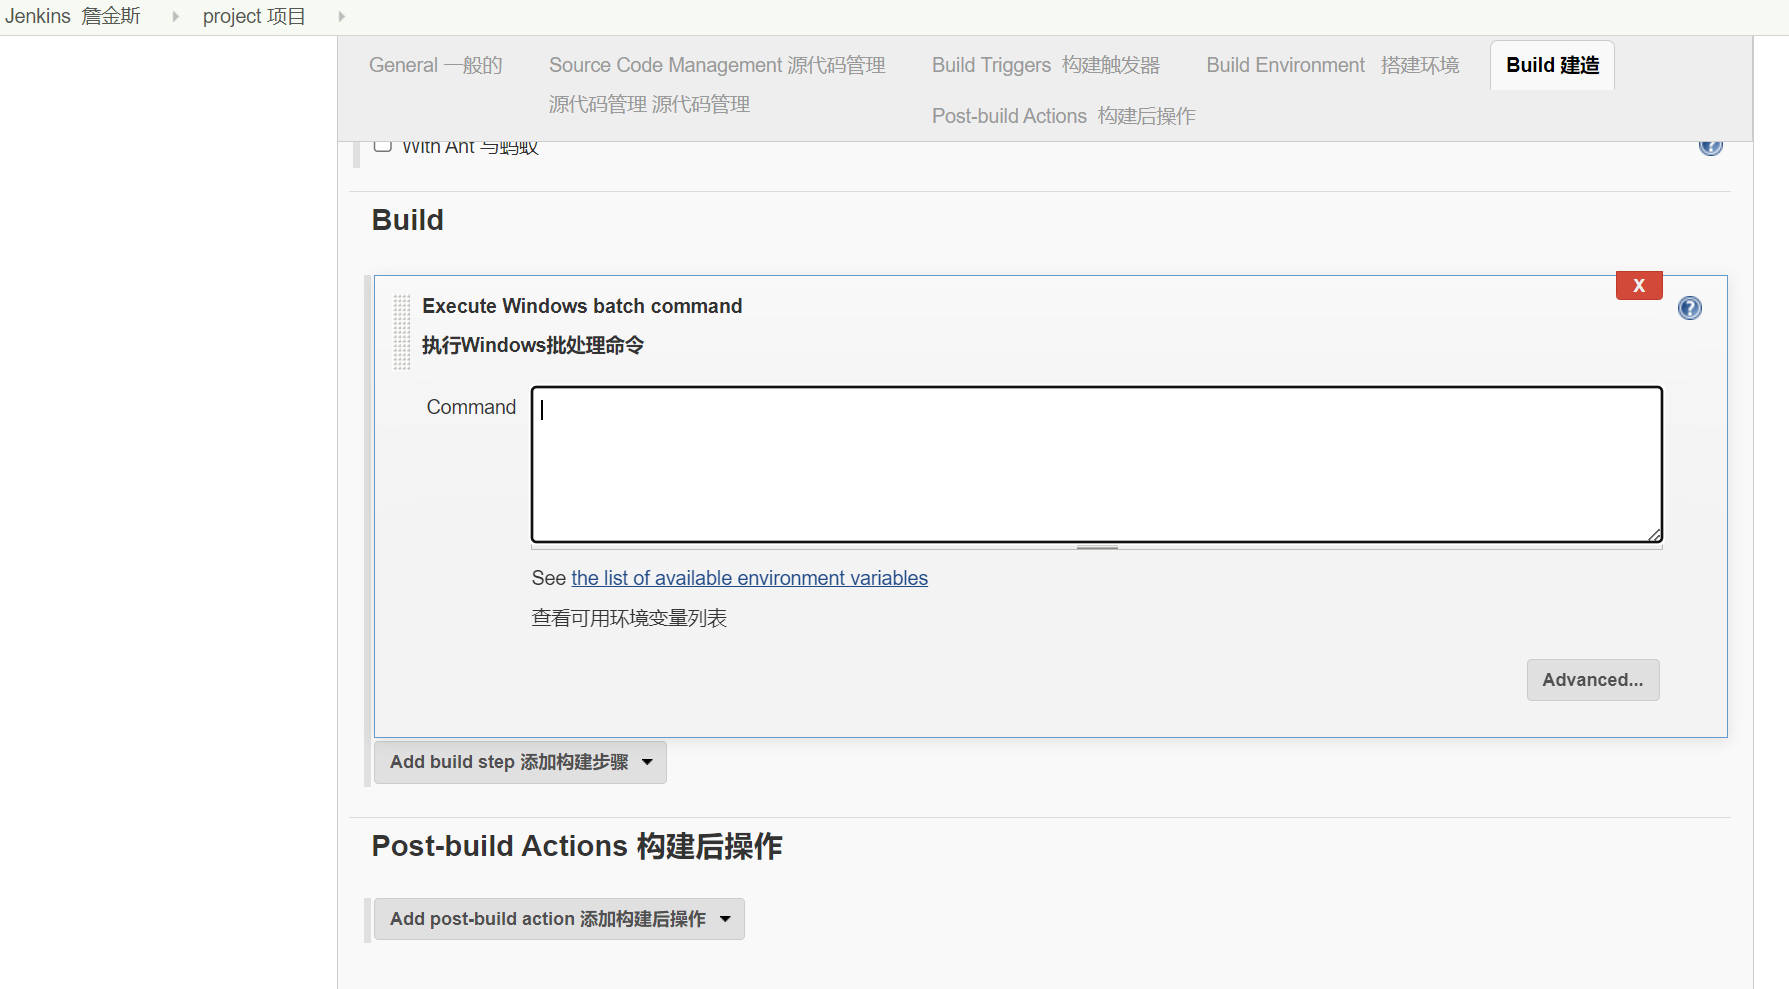 Jenkins 詹金斯 project 项目
General 一般的 Source Code Management 源代码管理 Build Triggers 构建触发器 Build Environment 搭建环境 Build 建造
源代码管理 源代码管理 Post-build Actions 构建后操作
With Ant 与蚂蚁
Build
X
Execute Windows batch command
执行Windows批处理命令
Command
See the list of available environment variables
查看可用环境变量列表
Advanced...
Add build step 添加构建步骤
Post-build Actions 构建后操作
Add post-build action 添加构建后操作